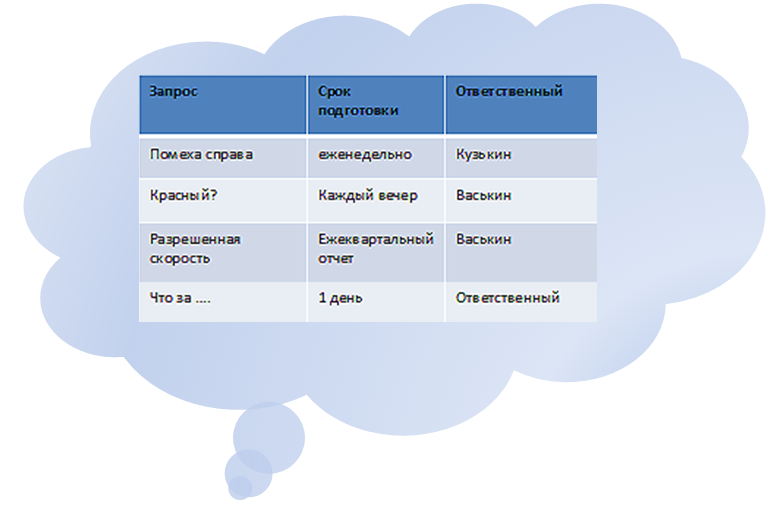 Запрос Срок подготовки Ответственный
Помеха справа еженедельно Кузькин
Красный? Каждый вечер Васькин
Разрешенная скорость Ежеквартальный отчет Васькин
Что за .... 1 день Ответственный